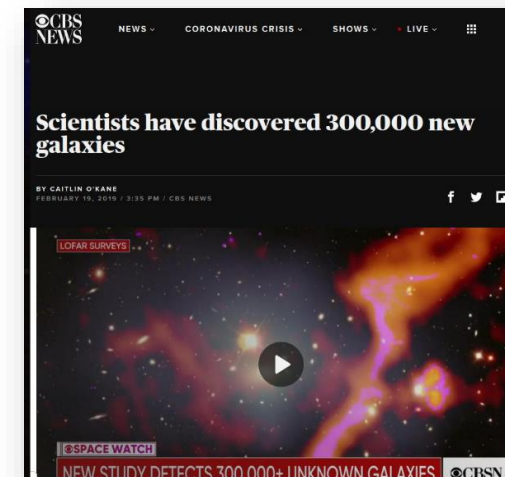 CBS
NEWS
NEWS
CORONAVIRUS CRISIS
SHOWS
LIVE
Scientists have discovered 300,000 new
galaxies
BY CAITLIN O'KANE
FEBRUARY 19, 2019 / 3:35 PM / CBS NEWS
LOFAR SURVEYS
SPACE WATCH
NEW STUDY DETECTS 300,000+ UNKNOWN GALAXIES
CBSN